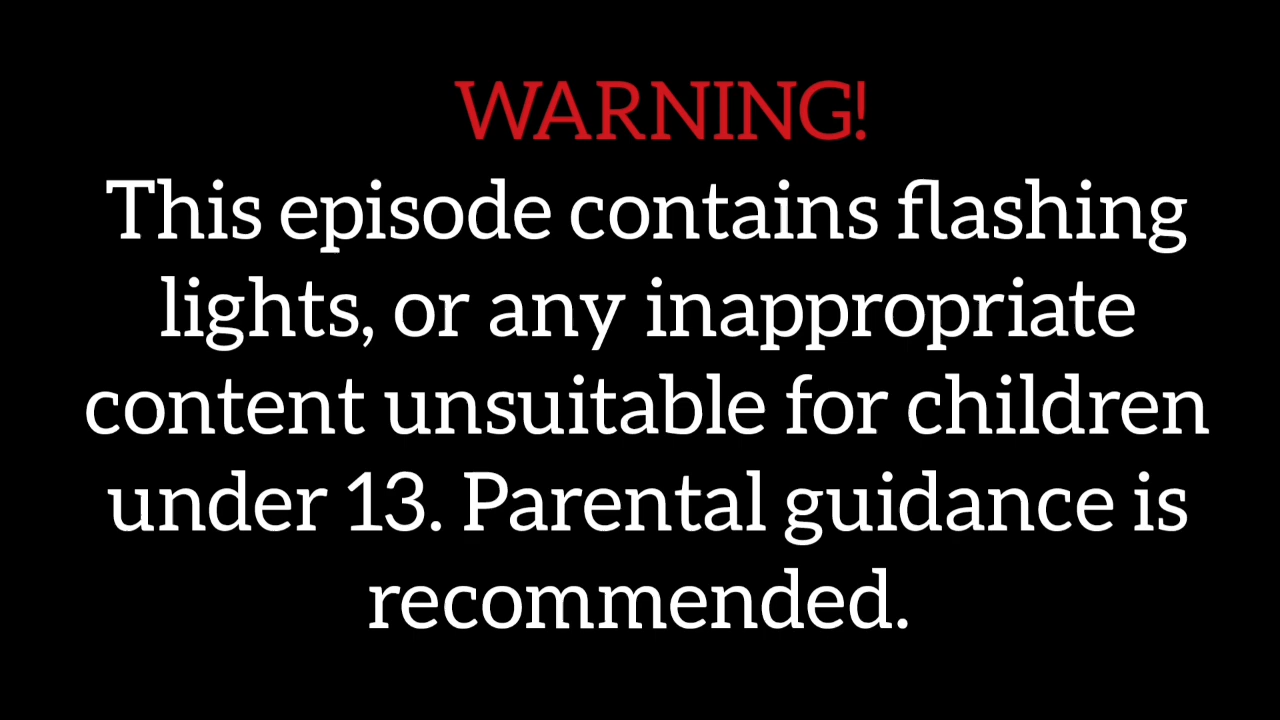 WARNING!
This episode contains flashing
lights, or any inappropriate
content unsuitable for children
under 13. Parental guidance is
recommended.